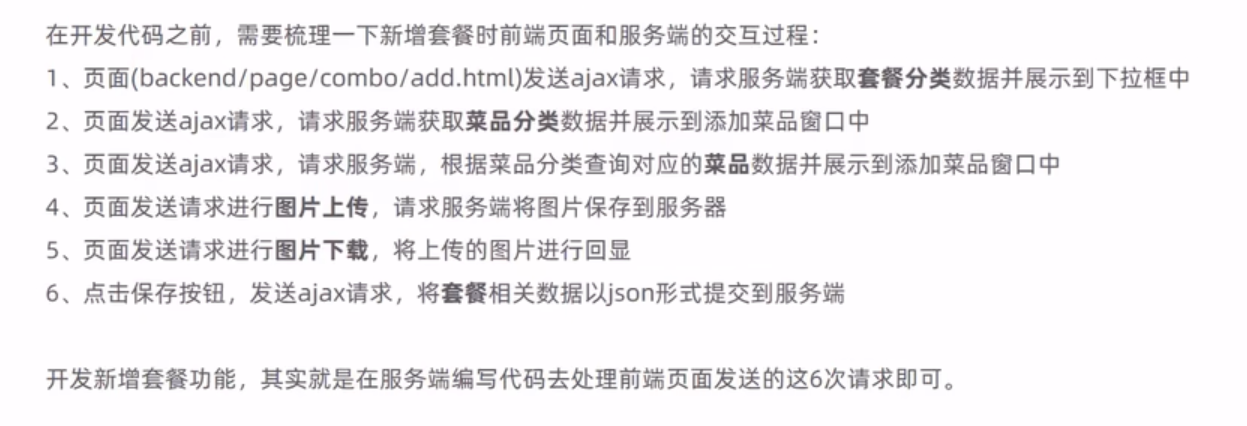 在开发代码之前，需要梳理一下新增套餐时前端页面和服务端的交互过程：
1、页面(backend/page/combo/add.html)发送ajax请求，请求服务端获取套餐分类数据并展示到下拉框中
2、页面发送ajax请求，请求服务端获取菜品分类数据并展示到添加菜品窗口中
3、页面发送ajax请求，请求服务端，根据菜品分类查询对应的菜品数据并展示到添加菜品窗口中
4、页面发送请求进行图片上传，请求服务端将图片保存到服务器
5、页面发送请求进行图片下载，将上传的图片进行回显
6、点击保存按钮，发送ajax请求，将套餐相关数据以json形式提交到服务端
开发新增套餐功能，其实就是在服务端编写代码去处理前端页面发送的这6次请求即可。